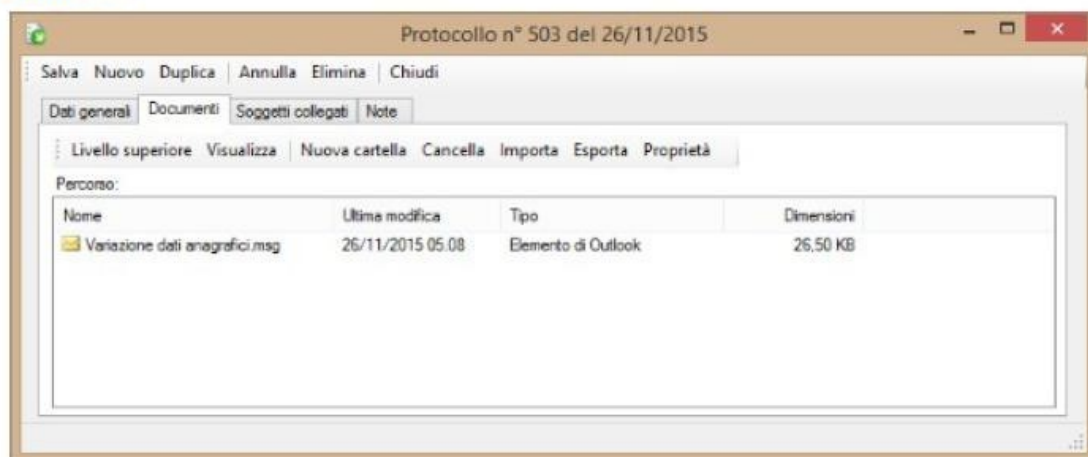 Protocollo n° 503 del 26/11/2015
Salva Nuovo Duplica Annulla Elimina Chiudi
Dati generali Documenti Soggetti collegati Note
Livello superiore Visualizza Nuova cartella Cancella Importa Esporta Proprietà
Percorso:
Nome Ultima modifica Tipo Dimensioni
Variazione dati anagrafici.msg 26/11/2015 05.08 Elemento di Outlook 26,50 KB